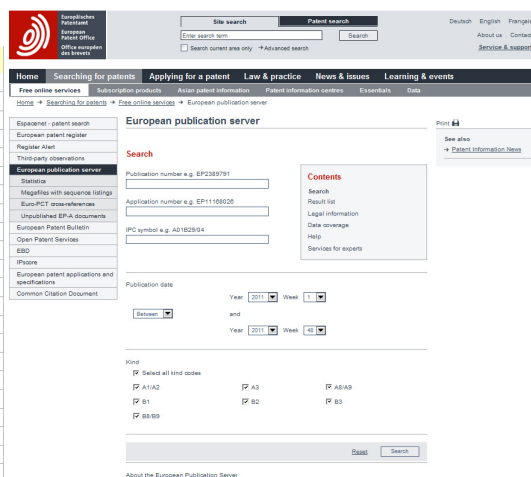 Europäisches
Patentamt
European
Patent Office
Office européen
des brevets
Site search
Patent search
Enter search term
Search
Search current area only
Advanced search
Deutsch English Français
About us Contact
Service & support
Home Searching for patents Applying for a patent Law & practice News & issues Learning & events
Free online services Subscription products Asian patent information Patent information centres Essentials Data
Home → Searching for patents → Free online services → European publication server
Espacenet - patent search
European patent register
Register Alert
Third-party observations
European publication server
Statistics
Megafiles with sequence listings
Euro-PCT cross-references
Unpublished EP-A documents
European Patent Bulletin
Open Patent Services
EBD
IPscore
European patent applications and
specifications
Common Citation Document
European publication server
Search
Publication number e.g. EP2389791
Application number e.g. EP11168026
IPC symbol e.g. A01B29/04
Contents
Search
Result list
Legal information
Data coverage
Help
Services for experts
Print
See also
→ Patent Information News
Publication date
Year 2011 Week 1
Between and
Year 2011 Week 48
Kind
Select all kind codes
A1/A2 A3 A8/A9
B1 B2 B3
B8/B9
Reset Search
About the European Publication Server